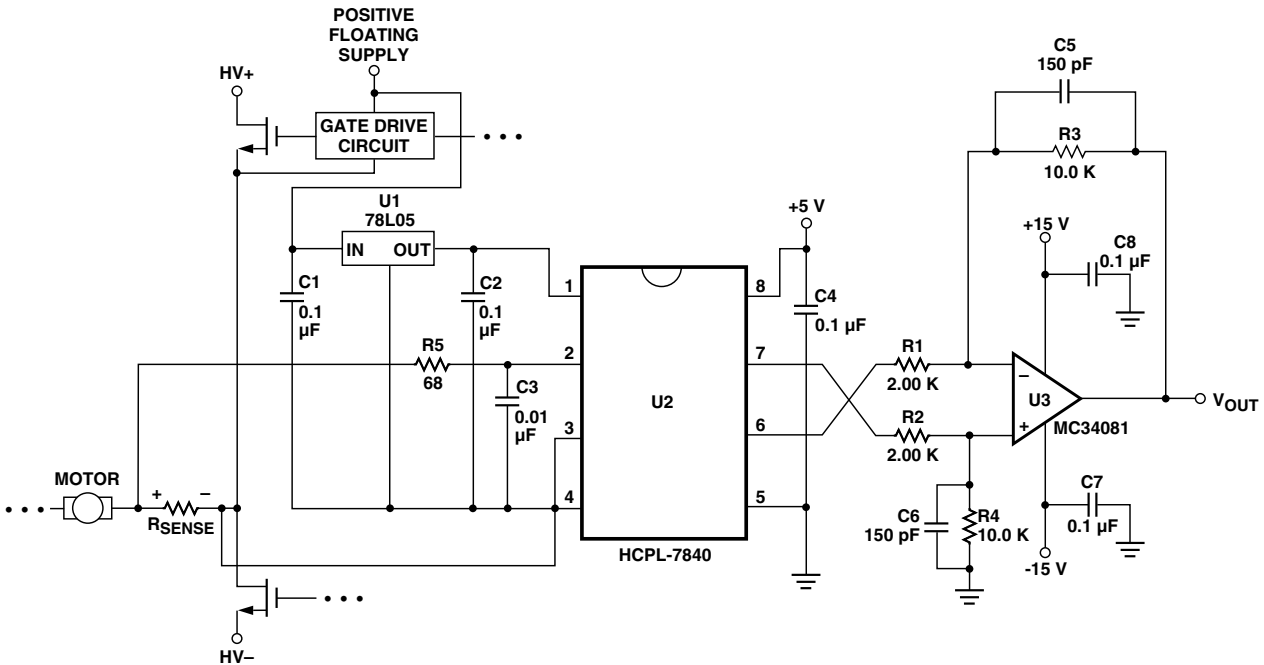 POSITIVE
FLOATING
SUPPLY
HV+
GATE DRIVE
CIRCUIT
• • •
U1
78L05
IN OUT
C1
0.1
µF
C2
0.1
µF
R5
68
C3
0.01
µF
MOTOR
• • •
+ –
RSENSE
• • •
HV–
1
2
3
4
U2
8
7
6
5
HCPL-7840
+5 V
C4
0.1 µF
R1
2.00 K
R2
2.00 K
C5
150 pF
R3
10.0 K
+15 V
C8
0.1 µF
–
U3
+
MC34081
VOUT
C6
150 pF
R4
10.0 K
C7
0.1 µF
-15 V